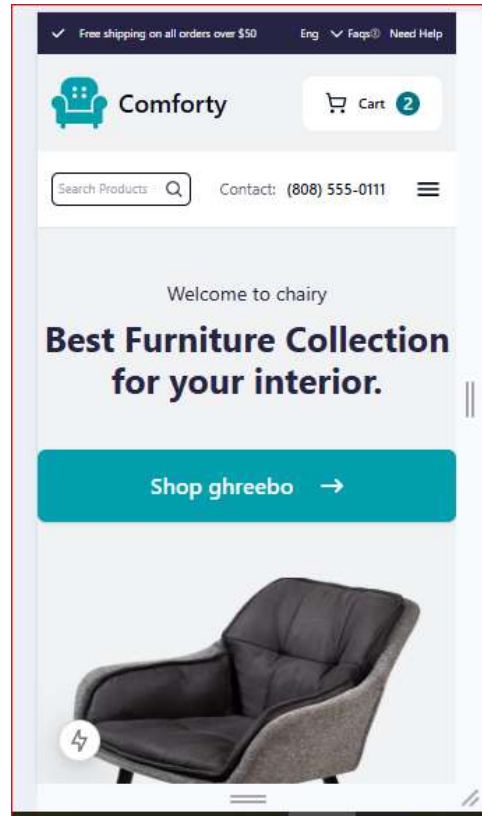 Free shipping on all orders over $50 Eng Faqs Need Help
Comforty
Cart 2
Search Products
Contact: (808) 555-0111
Welcome to chairy
Best Furniture Collection
for your interior.
Shop ghreebo →